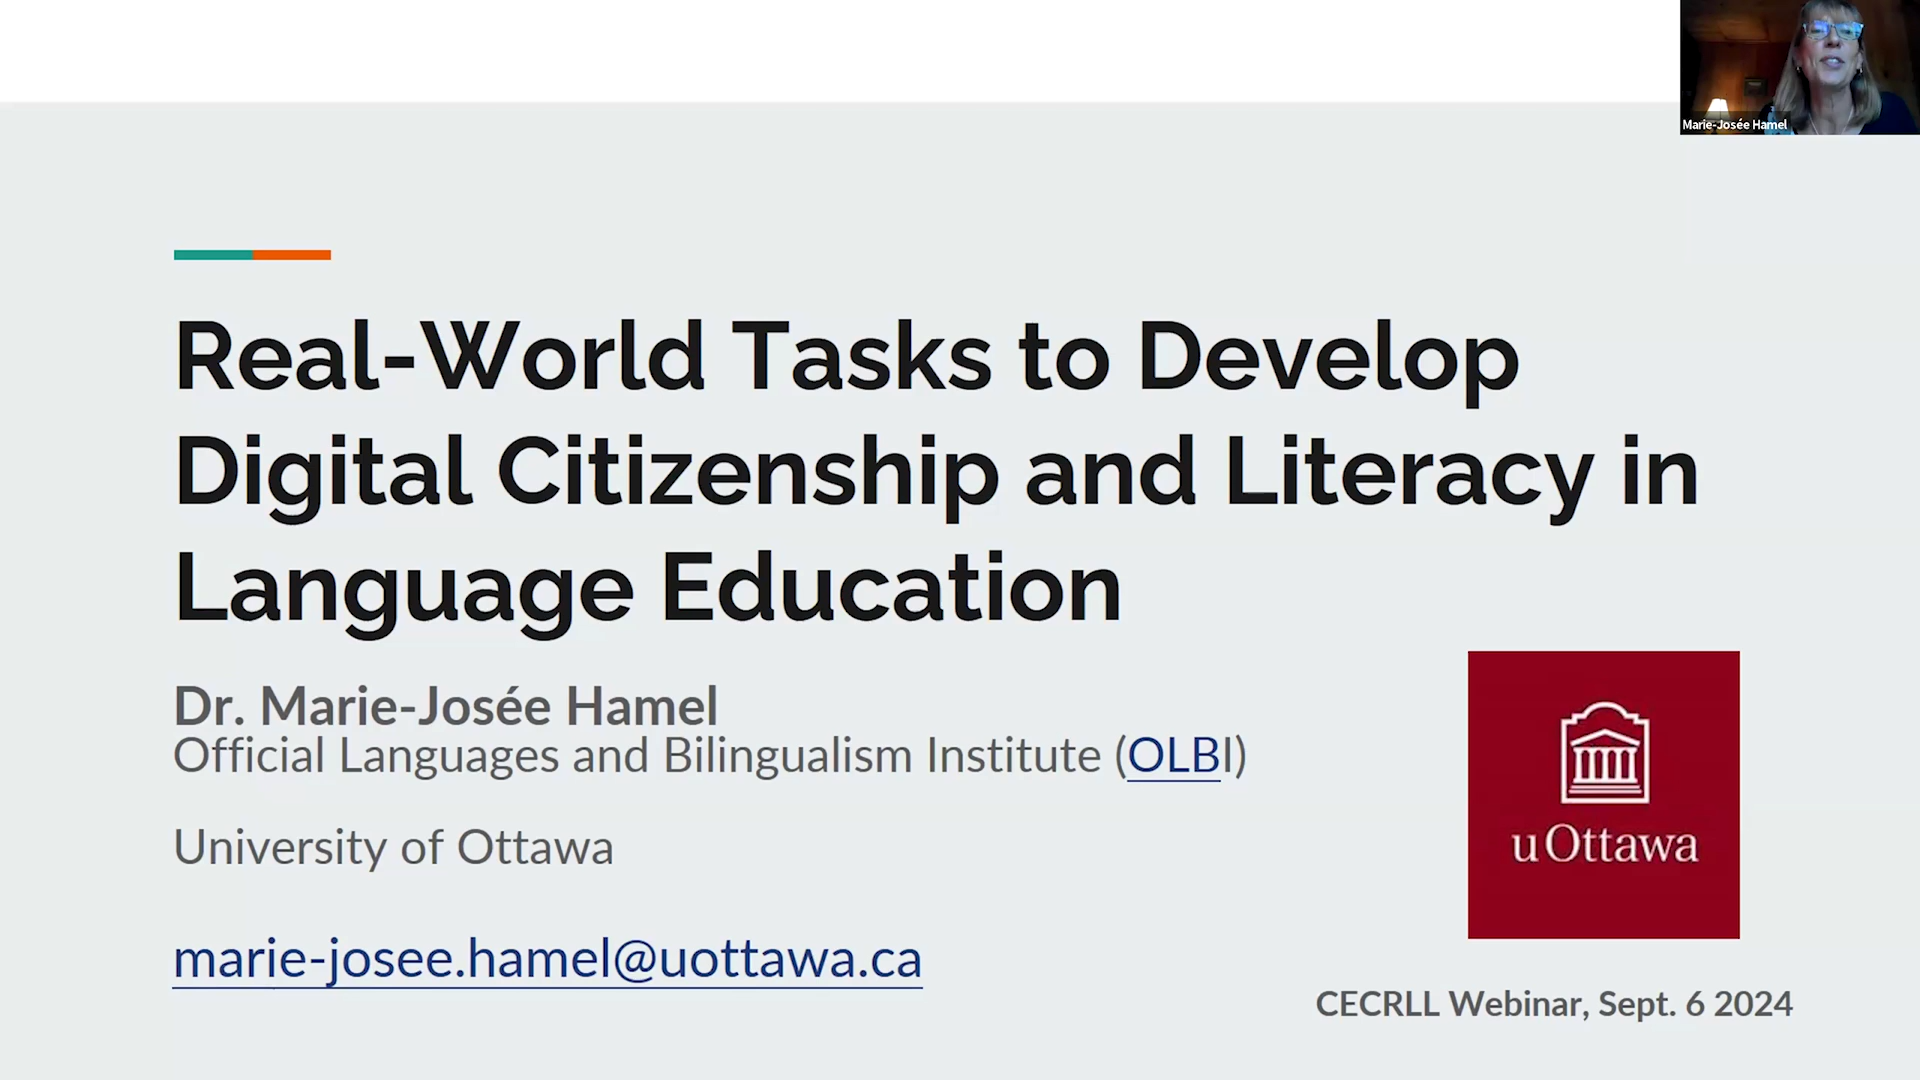 Marie-Josée Hamel
Real-World Tasks to Develop
Digital Citizenship and Literacy in
Language Education
Dr. Marie-Josée Hamel
Official Languages and Bilingualism Institute (OLBI)
University of Ottawa
marie-josee.hamel@uottawa.ca
uOttawa
CECRLL Webinar, Sept. 6 2024